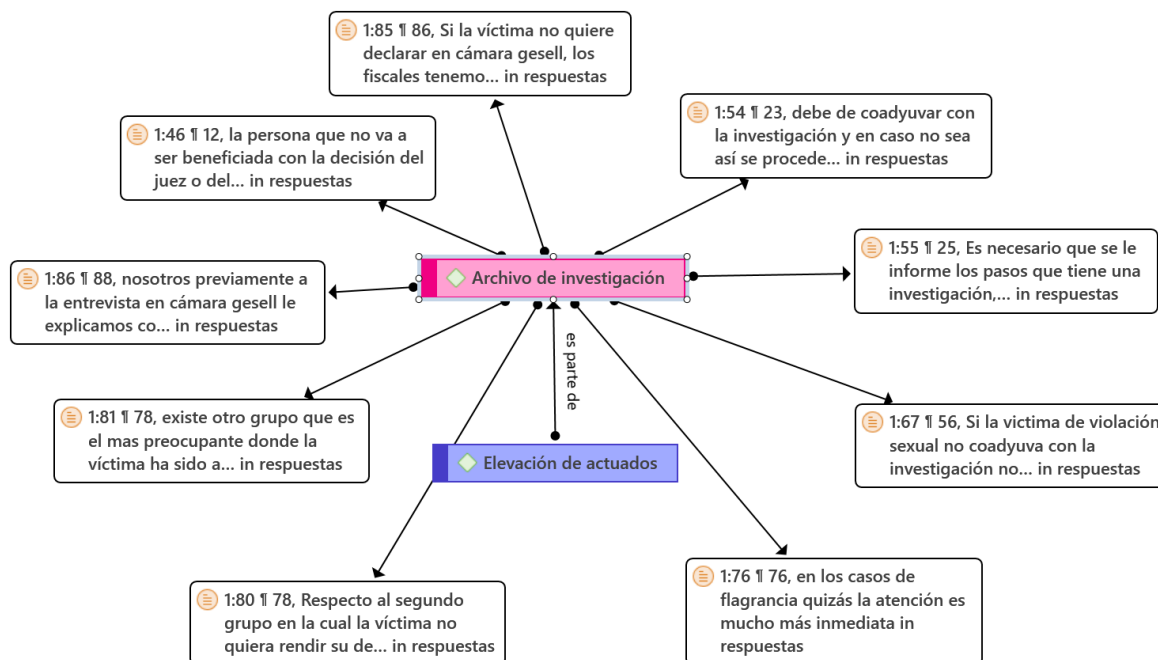 1:85 ¶ 86, Si la víctima no quiere
declarar en cámara gesell, los
fiscales tenemo... in respuestas
1:54 ¶ 23, debe de coadyuvar con
la investigación y en caso no sea
así se procede... in respuestas
1:46 ¶ 12, la persona que no va a
ser beneficiada con la decisión del
juez o del... in respuestas
1:55 ¶ 25, Es necesario que se le
informe los pasos que tiene una
investigación,... in respuestas
Archivo de investigación
1:86 ¶ 88, nosotros previamente a
la entrevista en cámara gesell le
explicamos co... in respuestas
es parte de
1:81 ¶ 78, existe otro grupo que es
el mas preocupante donde la
víctima ha sido a... in respuestas
1:67 ¶ 56, Si la victima de violación
sexual no coadyuva con la
investigación no... in respuestas
Elevación de actuados
1:80 ¶ 78, Respecto al segundo
grupo en la cual la víctima no
quiera rendir su de... in respuestas
1:76 ¶ 76, en los casos de
flagrancia quizás la atención es
mucho más inmediata in
respuestas